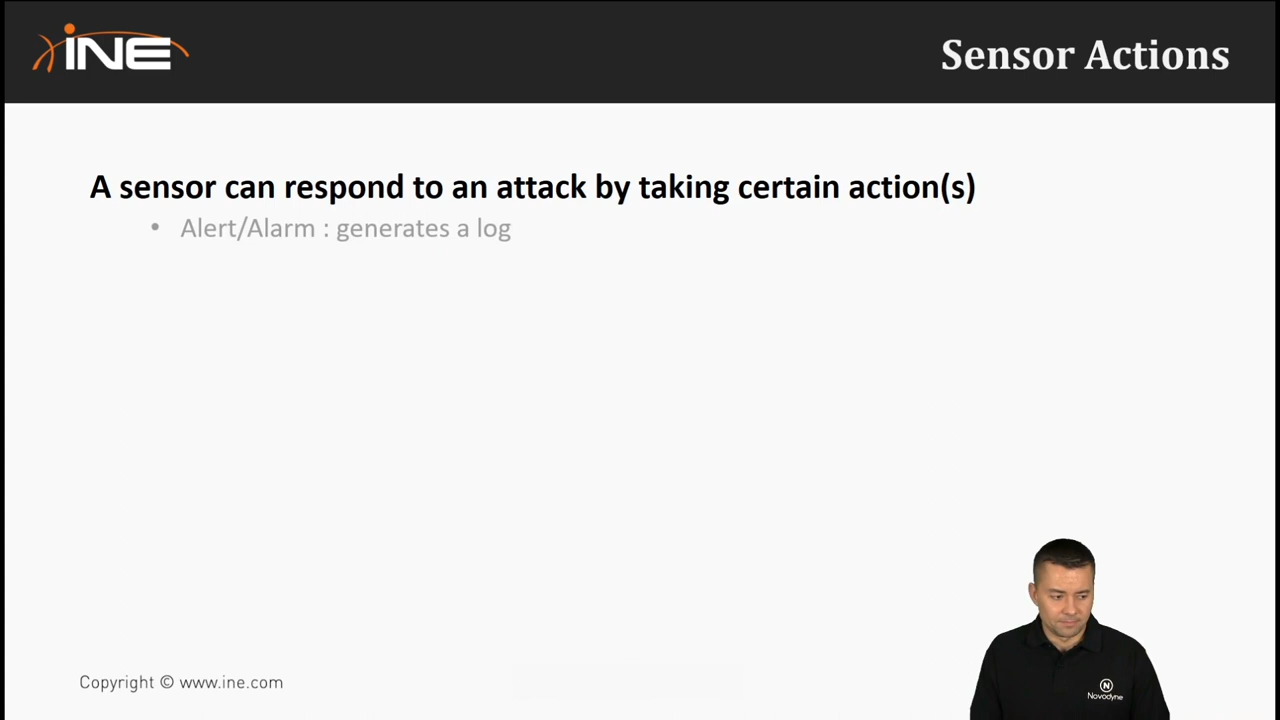 INE
Sensor Actions
A sensor can respond to an attack by taking certain action(s)
• Alert/Alarm : generates a log
N
Novodyne
Copyright © www.ine.com